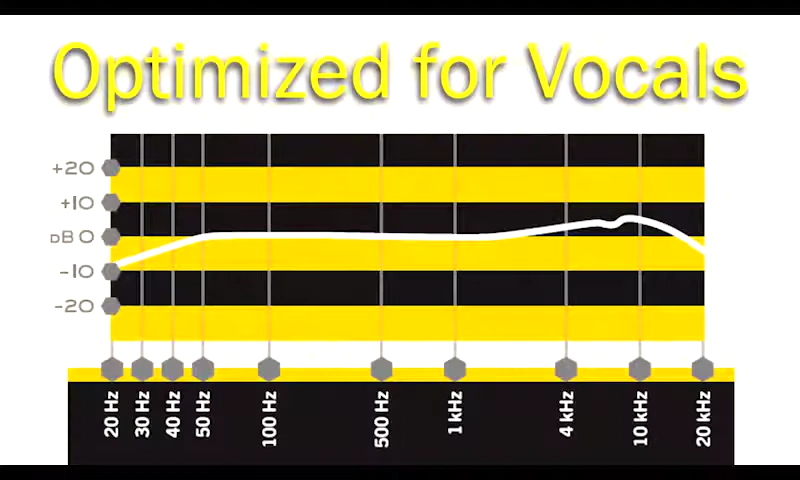 Optimized for Vocals
+20
+10
dB 0
-10
-20
20 Hz 30 Hz 40 Hz 50 Hz 100 Hz 500 Hz 1 kHz 4 kHz 10 kHz 20 kHz